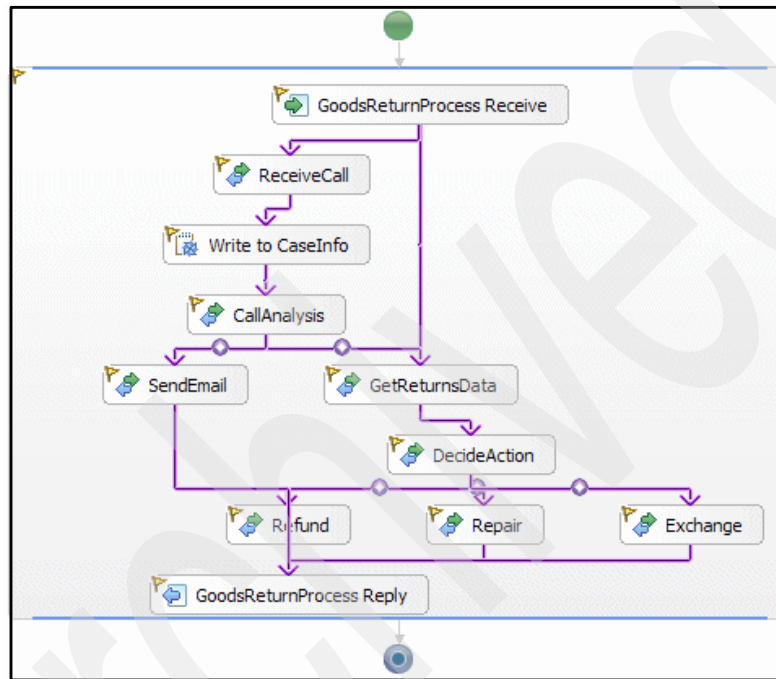 GoodsReturnProcess Receive
ReceiveCall
Write to CaseInfo
CallAnalysis
SendEmail
GetReturnsData
DecideAction
Refund
Repair
Exchange
GoodsReturnProcess Reply